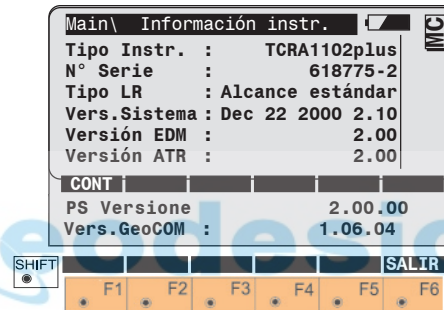 Main\ Información instr.
MC
Tipo Instr. : TCRA1102plus
N° Serie : 618775-2
Tipo LR : Alcance estándar
Vers.Sistema : Dec 22 2000 2.10
Versión EDM : 2.00
Versión ATR : 2.00
CONT
PS Versione 2.00.00
Vers.GeoCOM : 1.06.04
SHIFT SALIR
F1 F2 F3 F4 F5 F6
eodesi